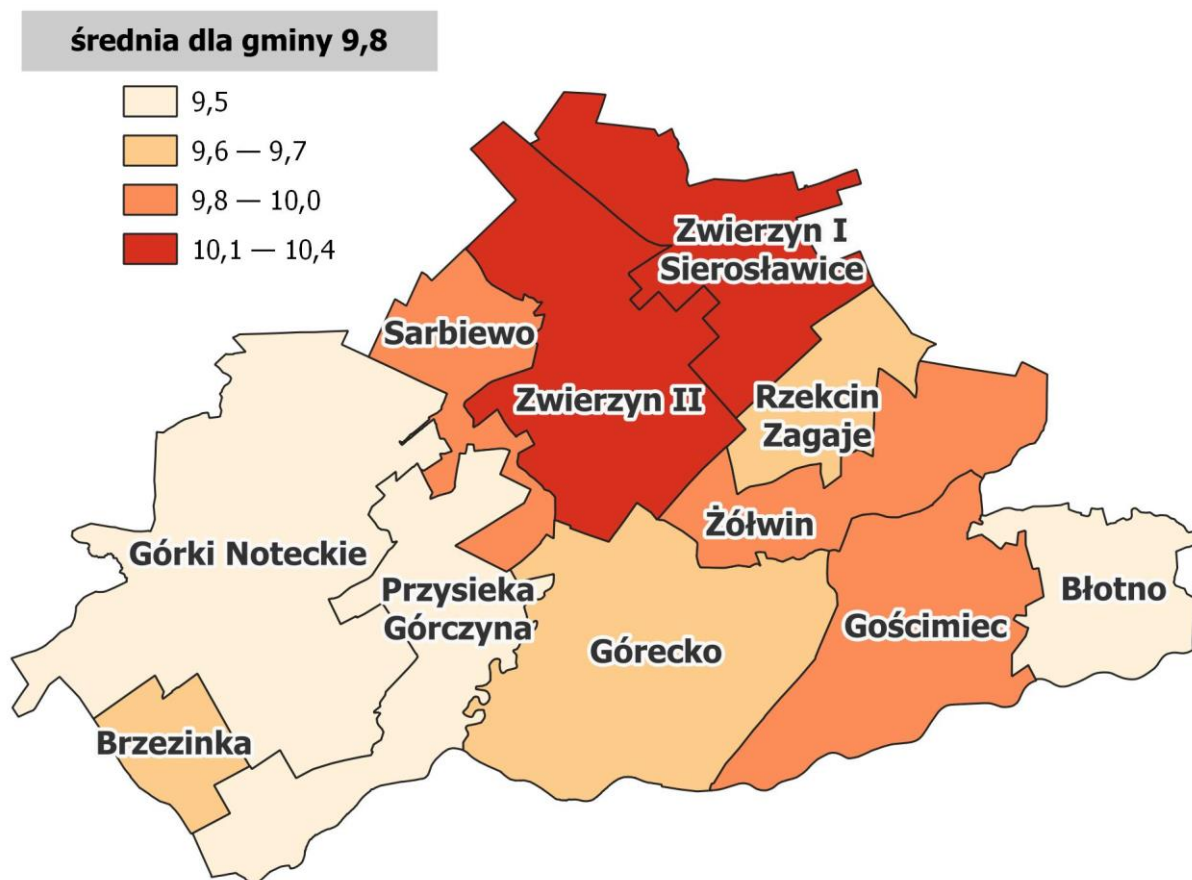 średnia dla gminy 9,8
9,5
9,6 — 9,7
9,8 — 10,0
10,1 — 10,4
Zwierzyn I
Sierosławice
Sarbiewo
Zwierzyn II
Rzekcin
Zagaje
Żółwin
Górki Noteckie
Przysieka
Górczyna
Górecko
Gościmiec
Błotno
Brzezinka